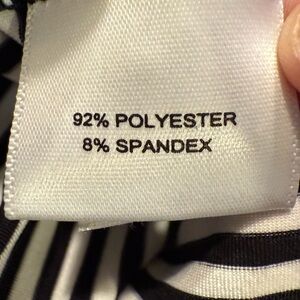 92% POLYESTER
8% SPANDEX